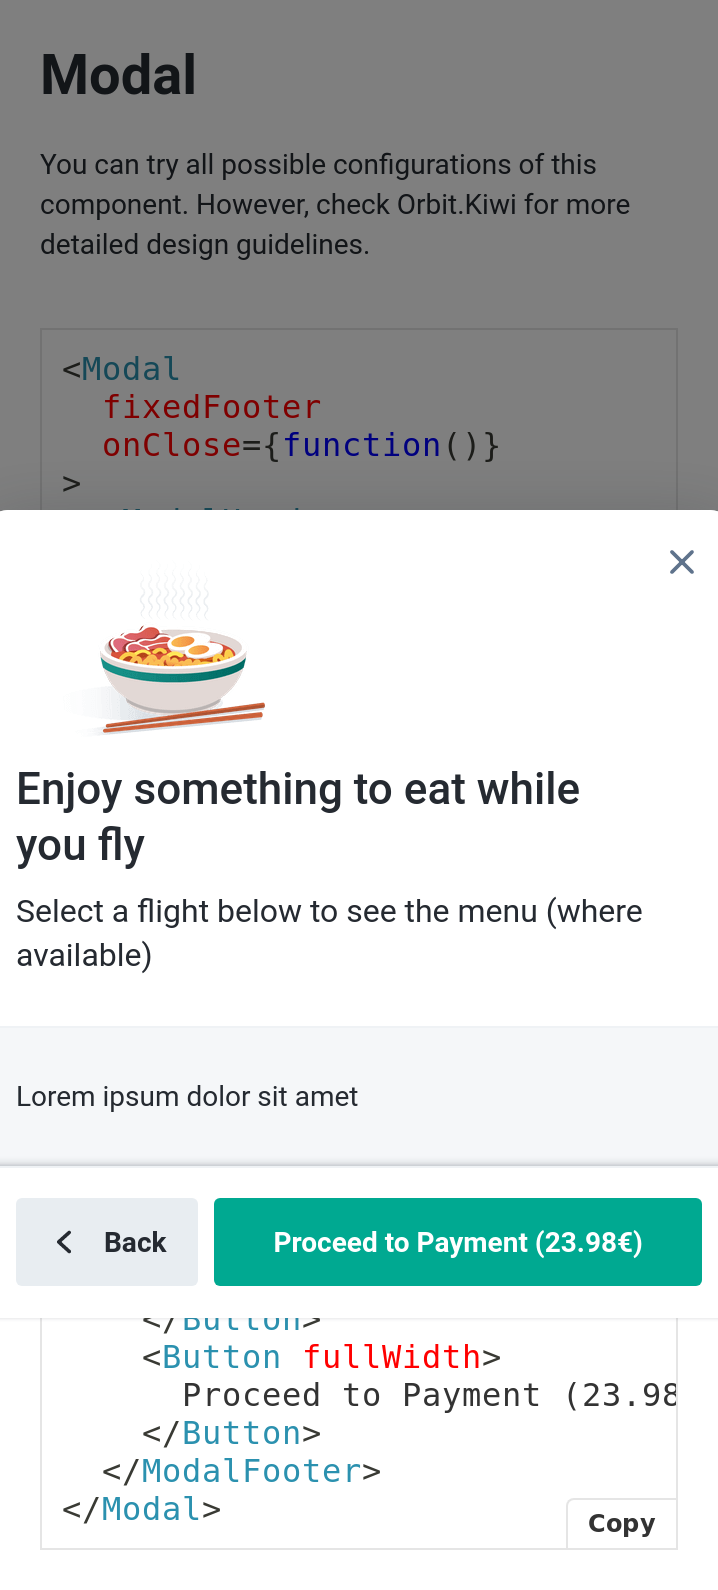 Modal
You can try all possible configurations of this
component. However, check Orbit.Kiwi for more
detailed design guidelines.
<Modal
fixedFooter
onClose={function()}
>
Enjoy something to eat while
you fly
Select a flight below to see the menu (where
available)
Lorem ipsum dolor sit amet
Back
Proceed to Payment (23.98€)
</Button>
<Button fullWidth>
Proceed to Payment (23.98
</Button>
</ModalFooter>
</Modal>
Copy